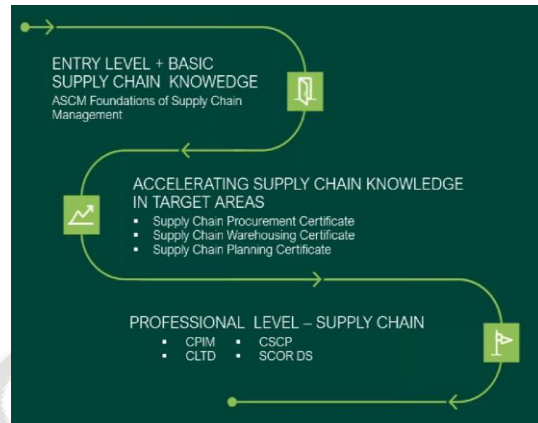 ENTRY LEVEL + BASIC
SUPPLY CHAIN KNOWEDGE
ASCM Foundations of Supply Chain
Management
ACCELERATING SUPPLY CHAIN KNOWLEDGE
IN TARGET AREAS
▪ Supply Chain Procurement Certificate
▪ Supply Chain Warehousing Certificate
▪ Supply Chain Planning Certificate
PROFESSIONAL LEVEL – SUPPLY CHAIN
▪ CPIM ▪ CSCP
▪ CLTD ▪ SCOR DS